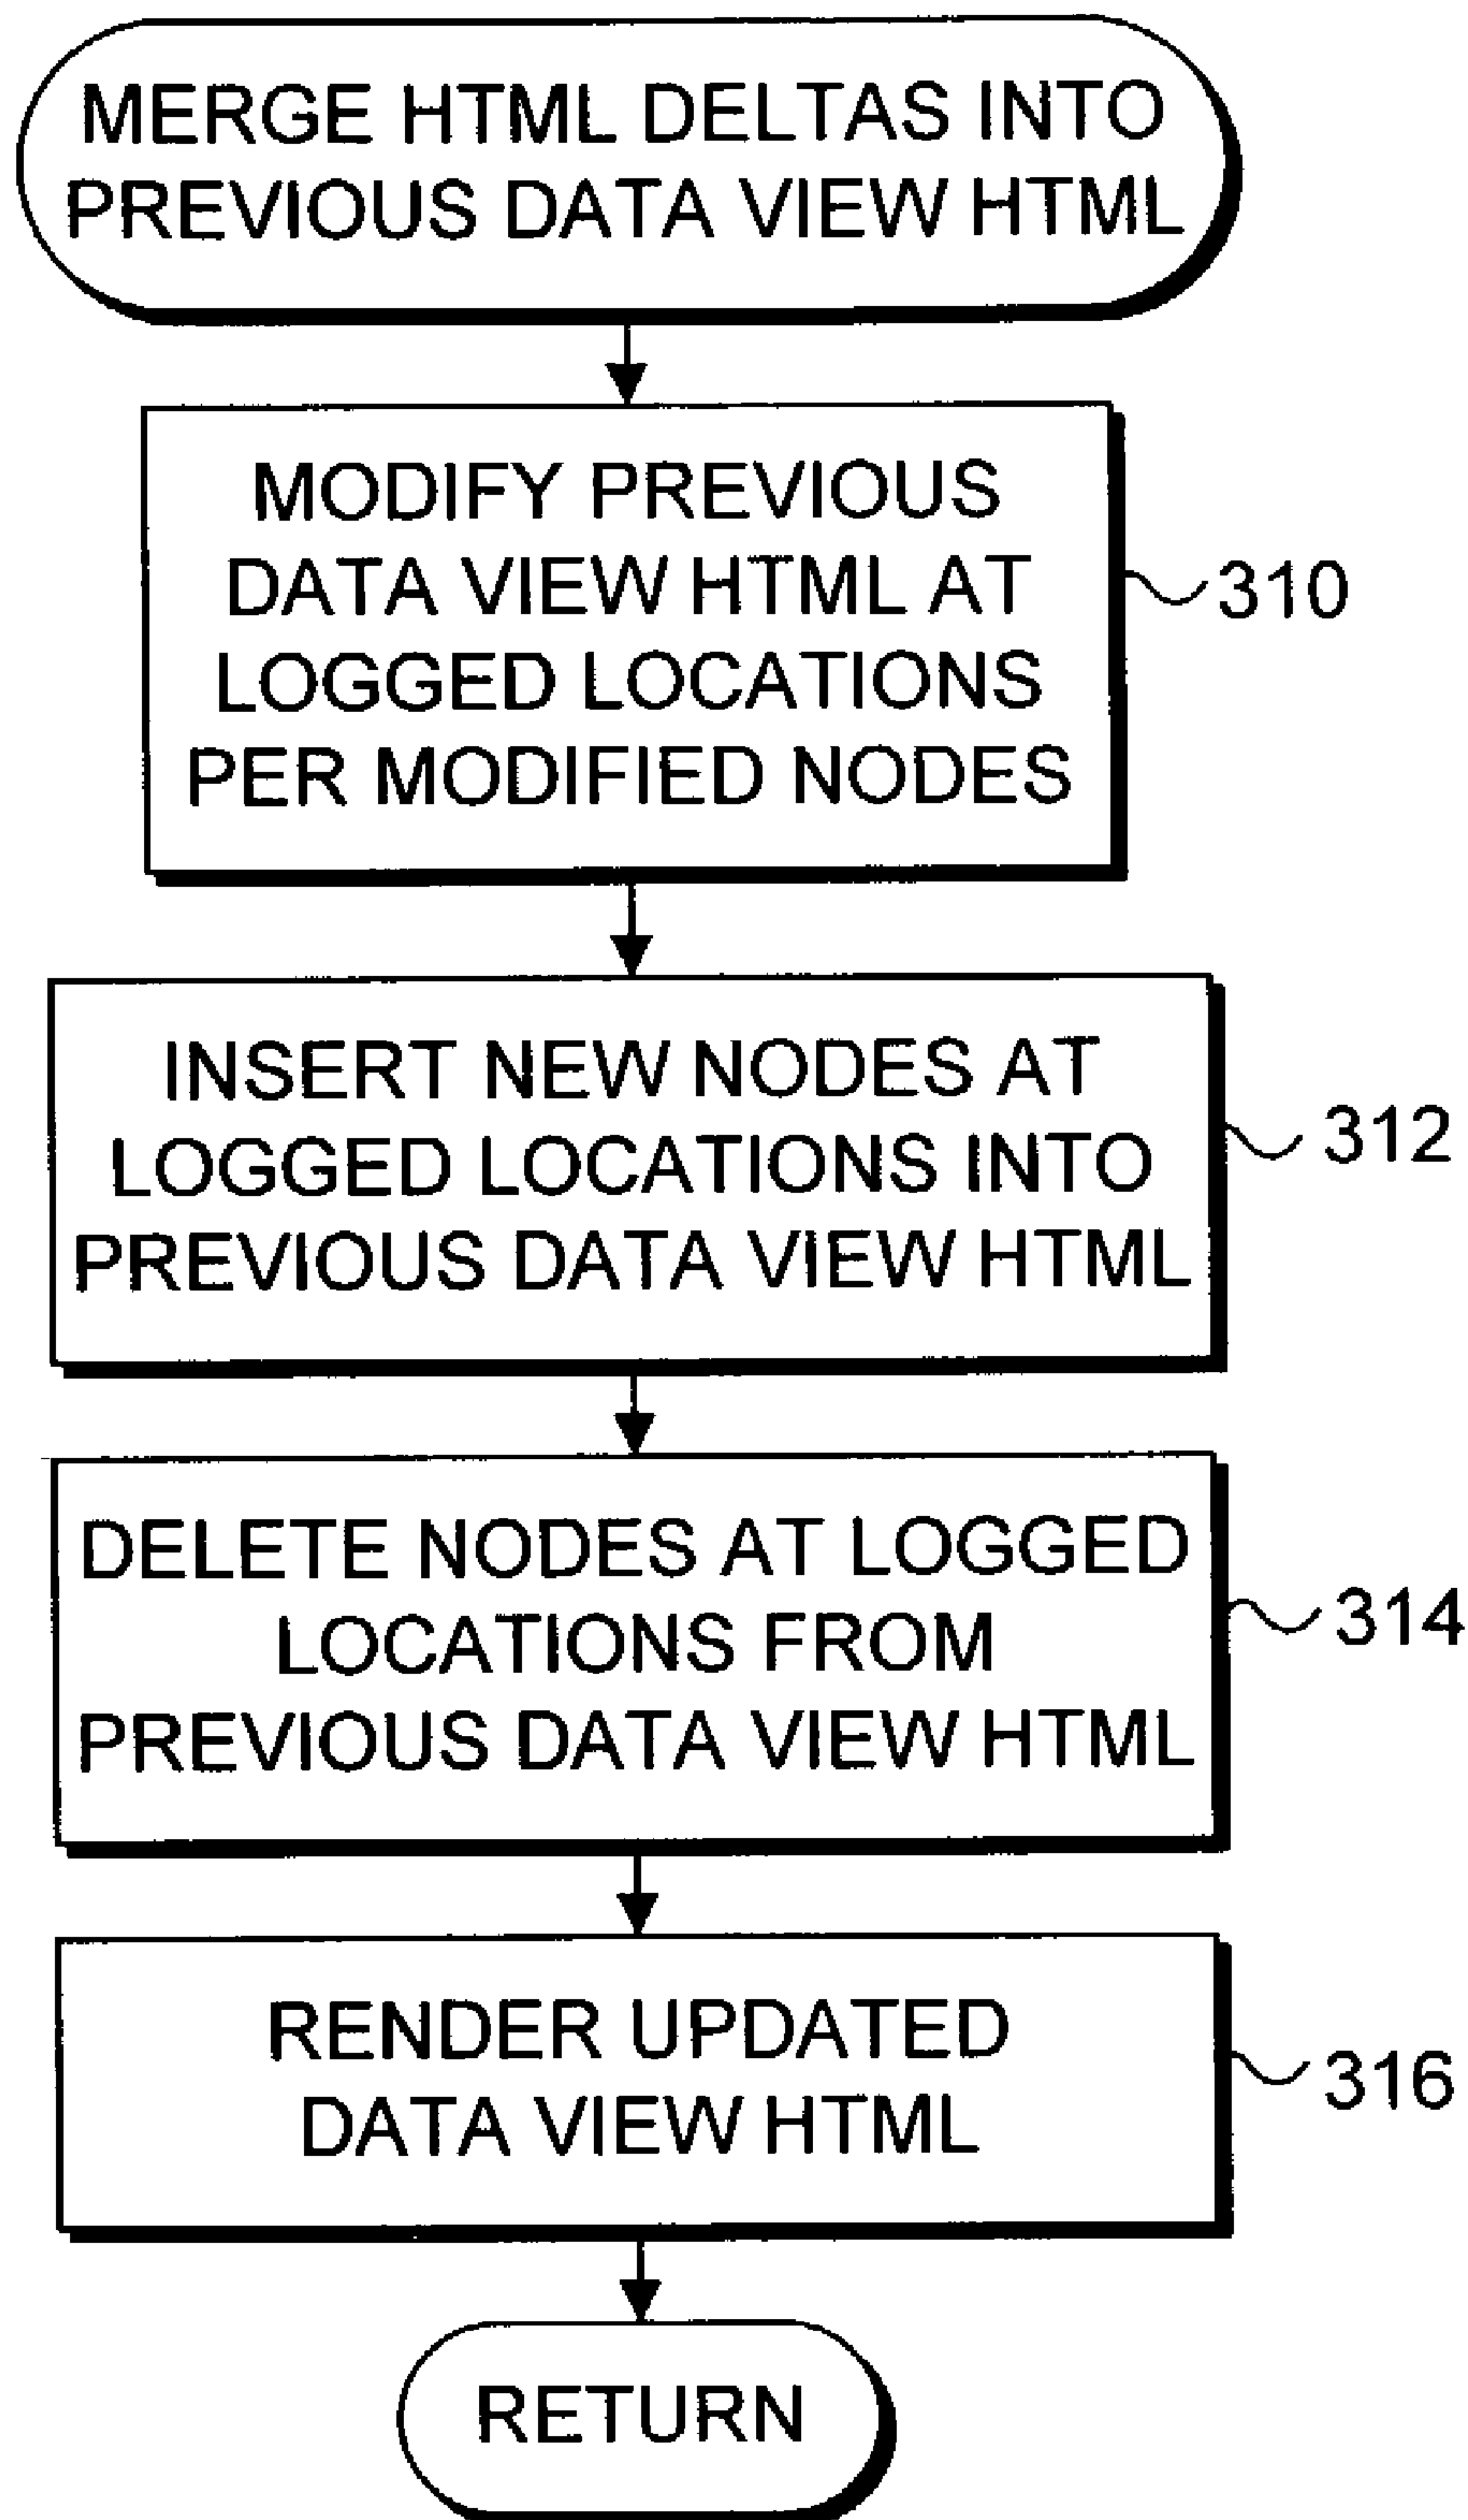 MERGE HTML DELTAS INTO
PREVIOUS DATA VIEW HTML
MODIFY PREVIOUS
DATA VIEW HTML AT
LOGGED LOCATIONS
PER MODIFIED NODES
310
INSERT NEW NODES AT
LOGGED LOCATIONS INTO
PREVIOUS DATA VIEW HTML
312
DELETE NODES AT LOGGED
LOCATIONS FROM
PREVIOUS DATA VIEW HTML
314
RENDER UPDATED
DATA VIEW HTML
316
RETURN